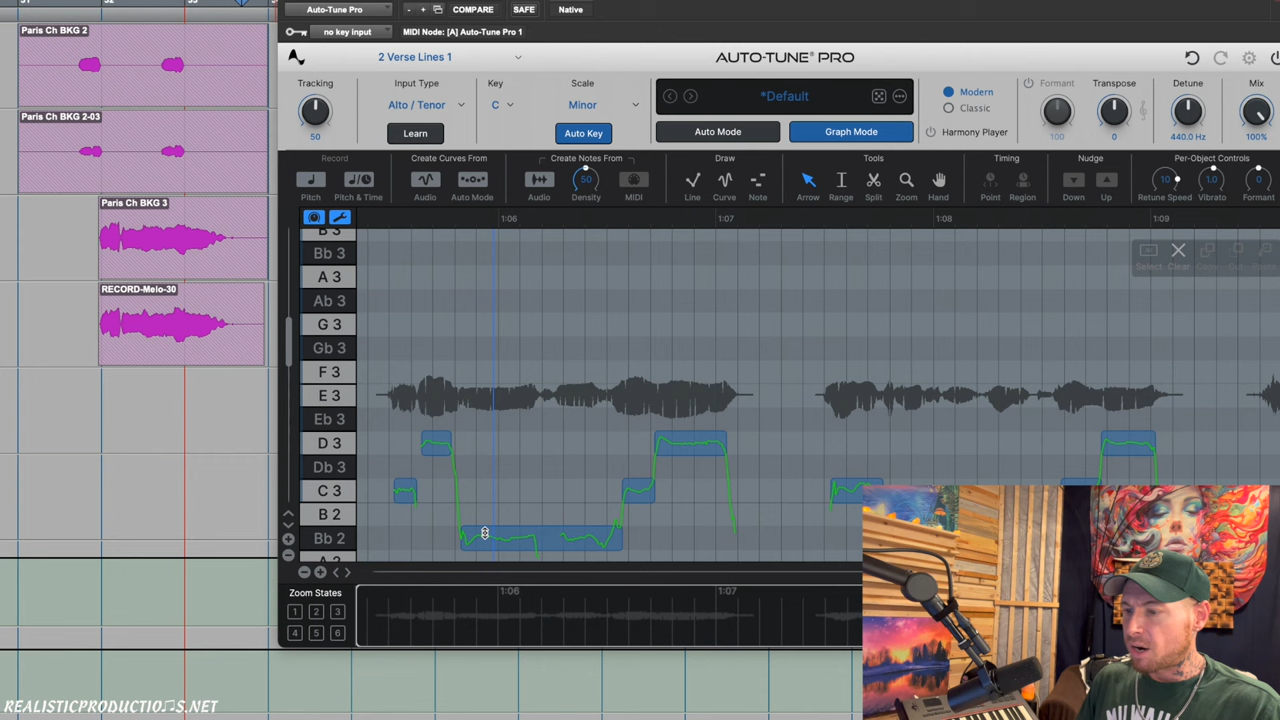 31 32 33
Auto-Tune Pro - + COMPARE SAFE Native
no key input MIDI Node: [A] Auto-Tune Pro 1
2 Verse Lines 1 AUTO-TUNE® PRO
Tracking Input Type Key Scale Formant Transpose Detune Mix
Alto / Tenor C Minor *Default Modern
Classic
50 Learn Auto Key Auto Mode Graph Mode Harmony Player 100 0 440.0 Hz 100%
Record Create Curves From Create Notes From Draw Tools Timing Nudge Per-Object Controls
50 10 1.0 0
Pitch Pitch & Time Audio Auto Mode Audio Density MIDI Line Curve Note Arrow Range Split Zoom Hand Point Region Down Up Retune Speed Vibrato Formant
1:06 1:07 1:08 1:09
Select Clear Copy Cut Paste
B 3
Bb 3
A 3
Ab 3
G 3
Gb 3
F 3
E 3
Eb 3
D 3
Db 3
C 3
B 2
Bb 2
A 2
Zoom States
1 2 3
4 5 6
1:06 1:07
Paris Ch BKG 2
Paris Ch BKG 2-03
Paris Ch BKG 3
RECORD-Melo-30
REALISTICPRODUCTIONS.NET